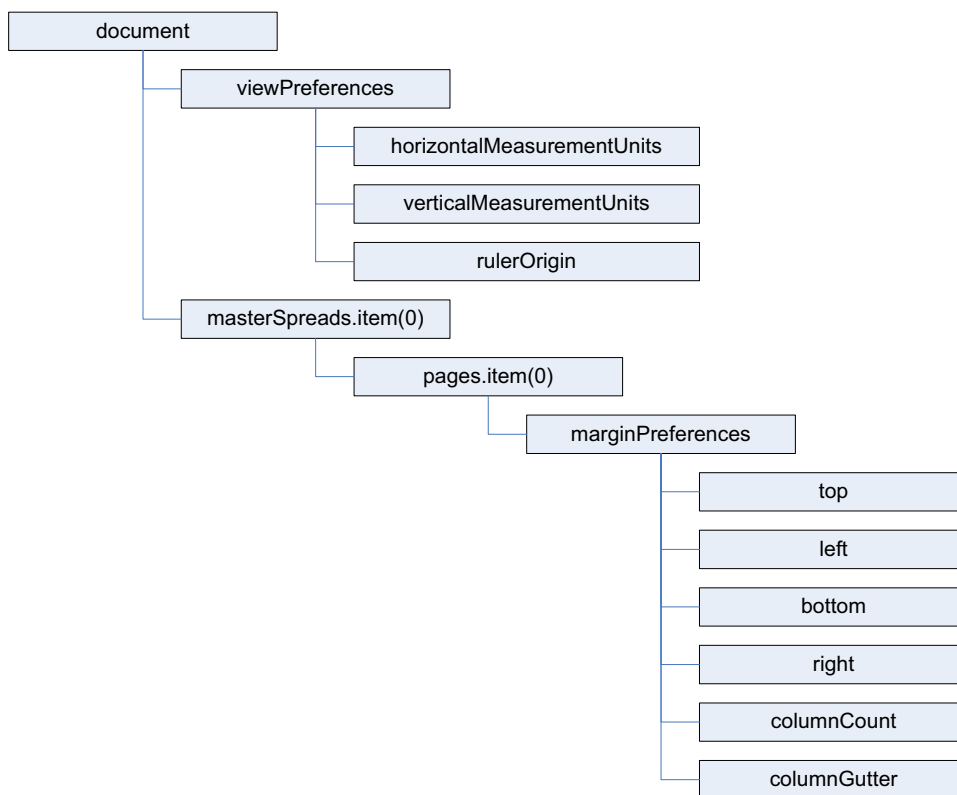 document
viewPreferences
horizontalMeasurementUnits
verticalMeasurementUnits
rulerOrigin
masterSpreads.item(0)
pages.item(0)
marginPreferences
top
left
bottom
right
columnCount
columnGutter